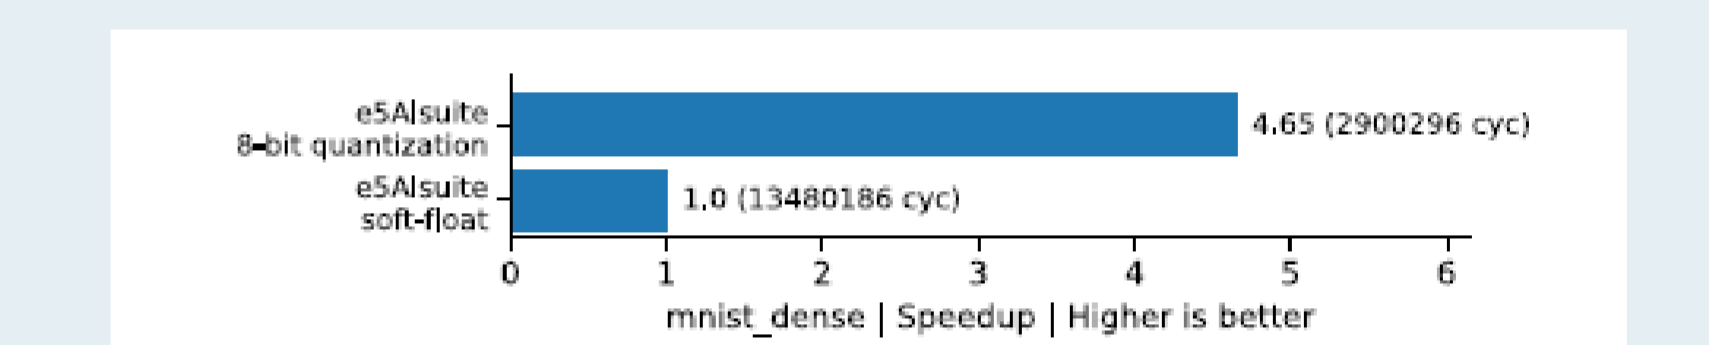 e5AIsuite
8-bit quantization
4.65 (2900296 cyc)
e5AIsuite
soft-float
1.0 (13480186 cyc)
0 1 2 3 4 5 6
mnist_dense | Speedup | Higher is better